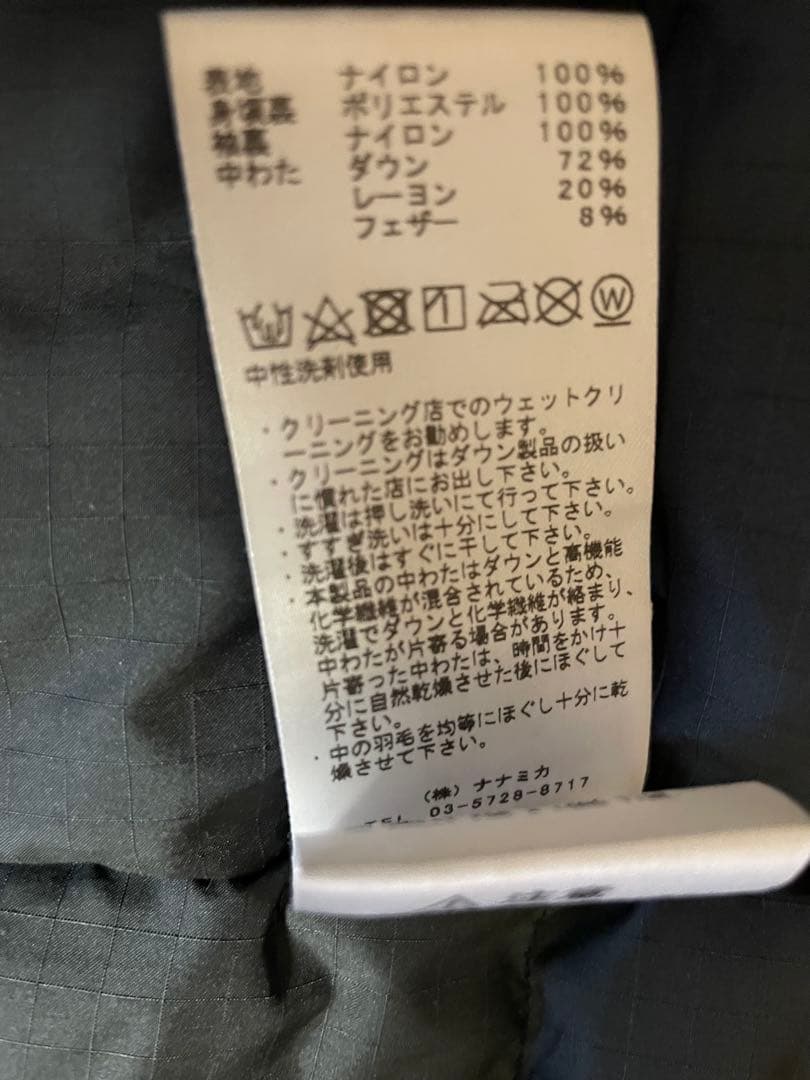 表地 ナイロン 100%
身頃裏 ポリエステル 100%
袖裏 ナイロン 100%
中わた ダウン 72%
レーヨン 20%
フェザー 8%
W
中性洗剤使用
・クリーニング店でのウェットクリ
ーニングをお勧めします。
・クリーニングはダウン製品の扱い
に慣れた店にお出し下さい。
・洗濯は押し洗いにて行って下さい。
・すすぎ洗いは十分にして下さい。
・洗濯後はすぐに干して下さい。
・本製品の中わたはダウンと高機能
化学繊維が混合されているため、
洗濯でダウンと化学繊維が絡まり、
中わたが片寄る場合があります。
片寄った中わたは、時間をかけ十
分に自然乾燥させた後にほぐして
下さい。
・中の羽毛を均等にほぐし十分に乾
燥させて下さい。
(株) ナナミカ
TEL 03-5728-8717